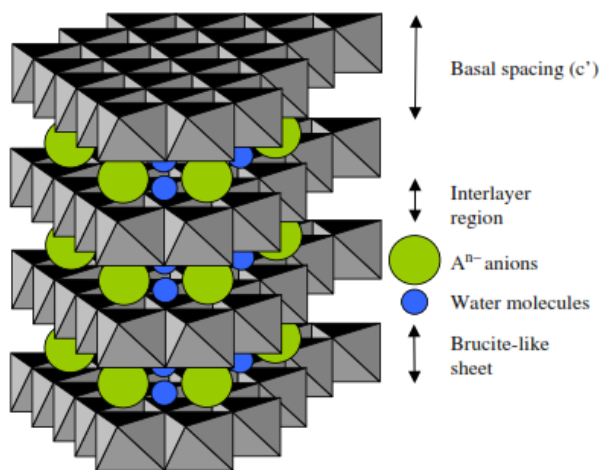 Basal spacing (c’)
Interlayer
region
Aⁿ⁻ anions
Water molecules
Brucite-like
sheet